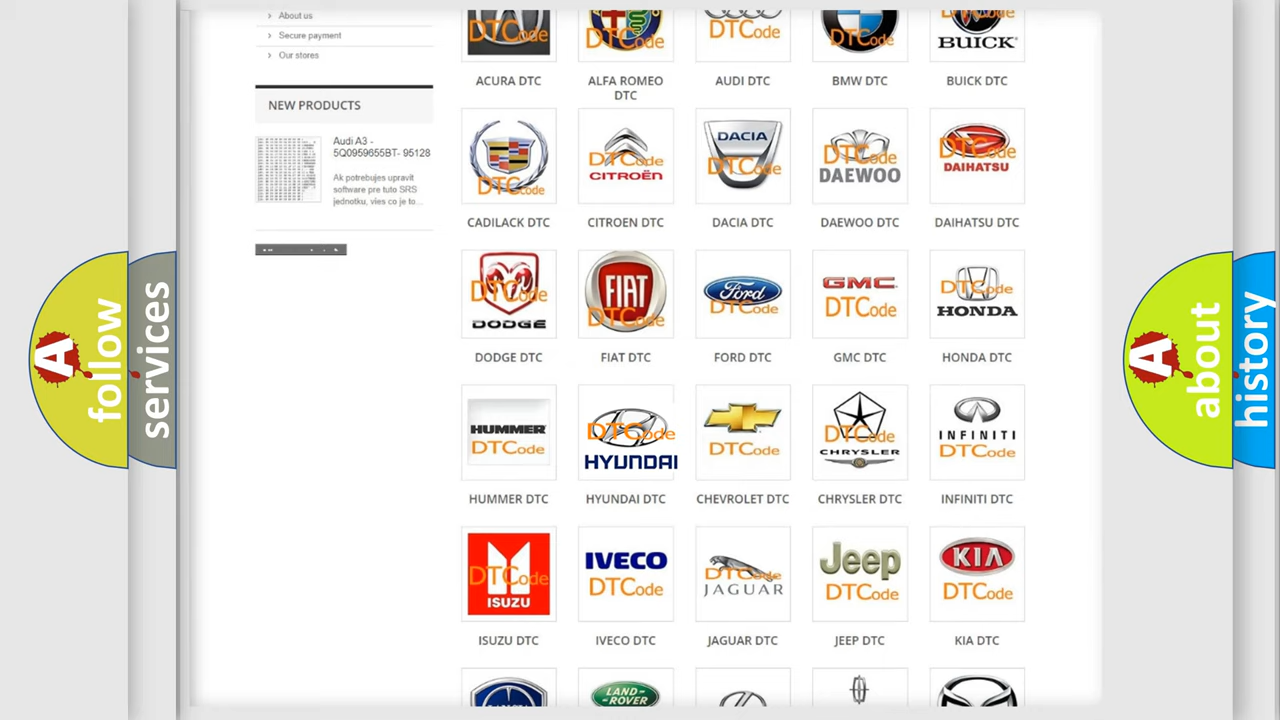 About us
Secure payment
Our stores
NEW PRODUCTS
Audi A3 -
5Q0959655BT- 95128
Ak potrebujes upravit
software pre tuto SRS
jednotku, vies co je to...
DTCode DTCode DTCode DTCode BUICK
ACURA DTC ALFA ROMEO DTC AUDI DTC BMW DTC BUICK DTC
DTCode
DTCode CITROËN
DACIA DTCode
DTCode DAEWOO
DTCode DAIHATSU
CADILACK DTC CITROEN DTC DACIA DTC DAEWOO DTC DAIHATSU DTC
DTCode DODGE
FIAT DTCode
Ford DTCode
GMC DTCode
DTCode HONDA
DODGE DTC FIAT DTC FORD DTC GMC DTC HONDA DTC
HUMMER DTCode
DTCode HYUNDAI
DTCode
DTCode CHRYSLER
INFINITI DTCode
HUMMER DTC HYUNDAI DTC CHEVROLET DTC CHRYSLER DTC INFINITI DTC
DTCode ISUZU
IVECO DTCode
DTCode JAGUAR
Jeep DTCode
KIA DTCode
ISUZU DTC IVECO DTC JAGUAR DTC JEEP DTC KIA DTC
LAND-
ROVER
A follow
services
A about
history